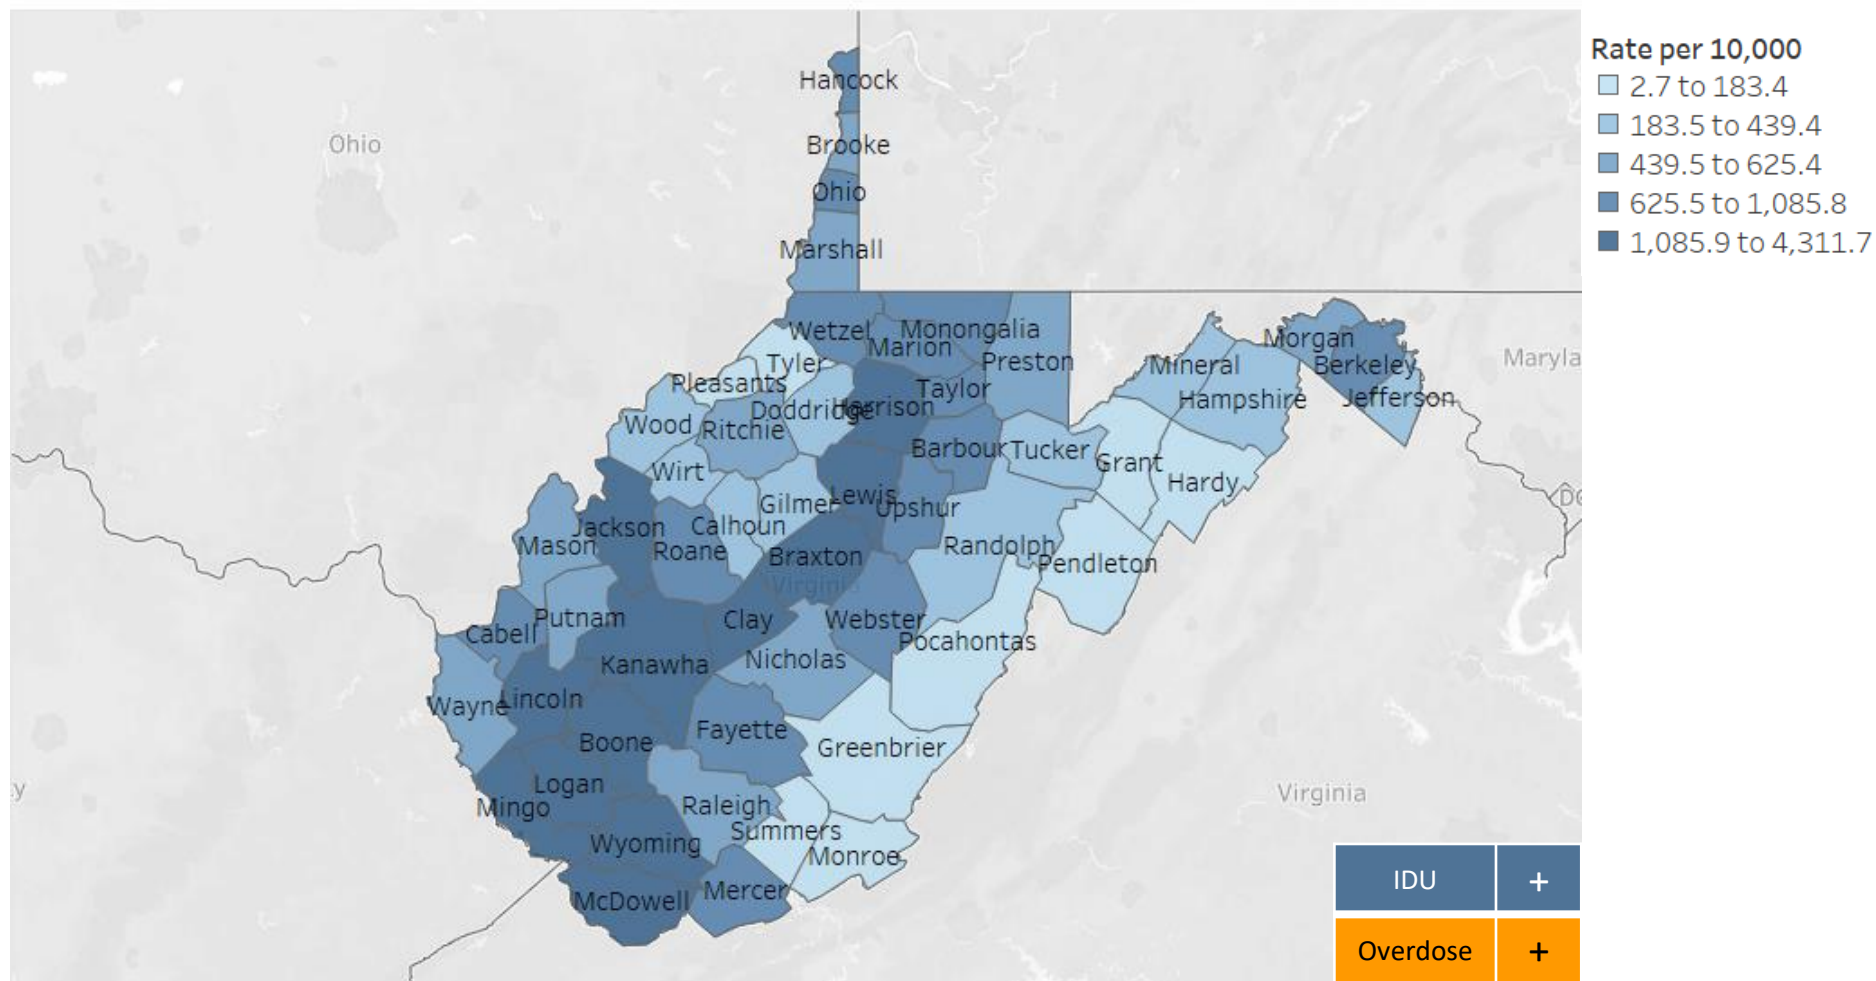 Rate per 10,000
2.7 to 183.4
183.5 to 439.4
439.5 to 625.4
625.5 to 1,085.8
1,085.9 to 4,311.7
Hancock
Ohio
Brooke
Ohio
Marshall
Wetzel
Monongalia
Marion
Morgan
Maryla
Tyler
Preston
Mineral
Berkeley
Pleasants
Taylor
Hampshire
Jefferson
Doddridge
Harrison
Wood
Ritchie
Barbour
Tucker
Grant
Wirt
Hardy
Lewis
Gilmer
Upshur
Jackson
Calhoun
Mason
Roane
Randolph
Braxton
Pendleton
Virgini
Putnam
Clay
Webster
Cabell
Pocahontas
Kanawha
Nicholas
Lincoln
Wayne
Fayette
Boone
Greenbrier
Logan
y
Virginia
Mingo
Raleigh
Summers
Wyoming
Monroe
McDowell
Mercer
IDU +
Overdose +